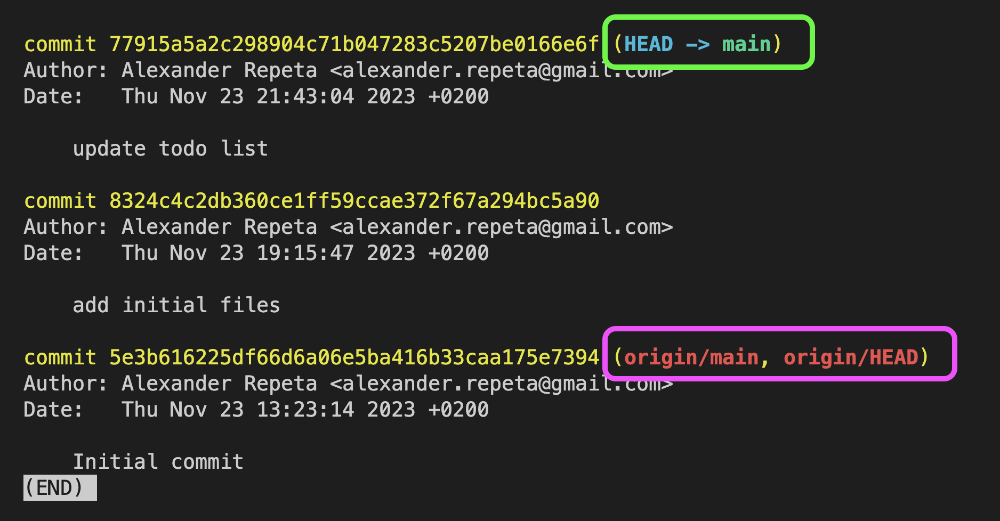 commit 77915a5a2c298904c71b047283c5207be0166e6f (HEAD -> main)
Author: Alexander Repeta <alexander.repeta@gmail.com>
Date:   Thu Nov 23 21:43:04 2023 +0200
    update todo list
commit 8324c4c2db360ce1ff59ccae372f67a294bc5a90
Author: Alexander Repeta <alexander.repeta@gmail.com>
Date:   Thu Nov 23 19:15:47 2023 +0200
    add initial files
commit 5e3b616225df66d6a06e5ba416b33caa175e7394 (origin/main, origin/HEAD)
Author: Alexander Repeta <alexander.repeta@gmail.com>
Date:   Thu Nov 23 13:23:14 2023 +0200
    Initial commit
(END)